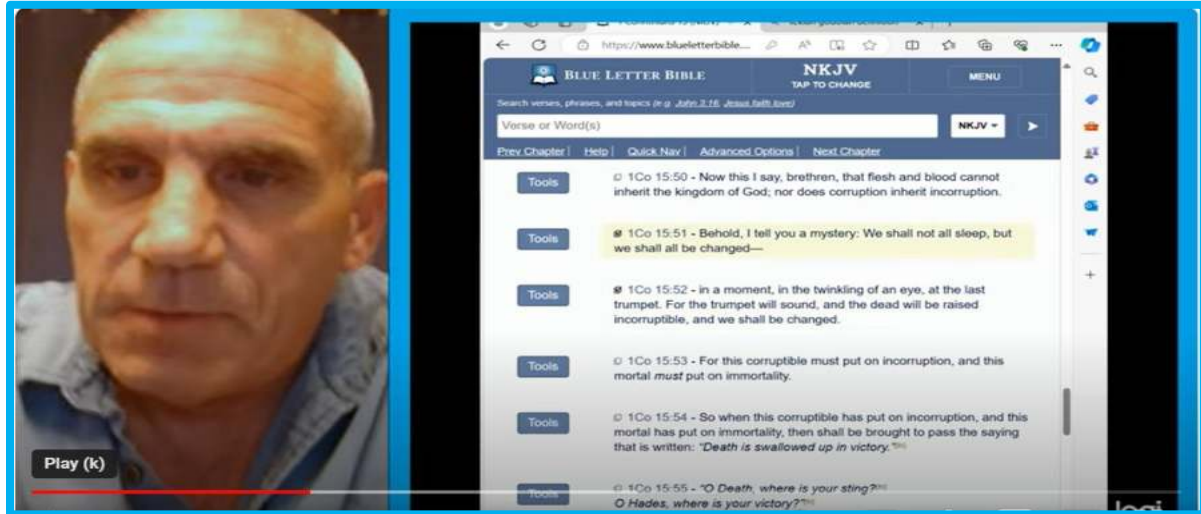 https://www.blueletterbible...
BLUE LETTER BIBLE
NKJV
TAP TO CHANGE
MENU
Search verses, phrases, and topics (e.g. John 3:16, Jesus faith love)
Verse or Word(s)
NKJV
Prev Chapter | Help | Quick Nav | Advanced Options | Next Chapter
Tools
1Co 15:50 - Now this I say, brethren, that flesh and blood cannot
inherit the kingdom of God; nor does corruption inherit incorruption.
Tools
1Co 15:51 - Behold, I tell you a mystery: We shall not all sleep, but
we shall all be changed—
Tools
1Co 15:52 - in a moment, in the twinkling of an eye, at the last
trumpet. For the trumpet will sound, and the dead will be raised
incorruptible, and we shall be changed.
Tools
1Co 15:53 - For this corruptible must put on incorruption, and this
mortal must put on immortality.
Tools
1Co 15:54 - So when this corruptible has put on incorruption, and this
mortal has put on immortality, then shall be brought to pass the saying
that is written: "Death is swallowed up in victory."
Tools
1Co 15:55 - "O Death, where is your sting?
O Hades, where is your victory?"
Play (k)
logi